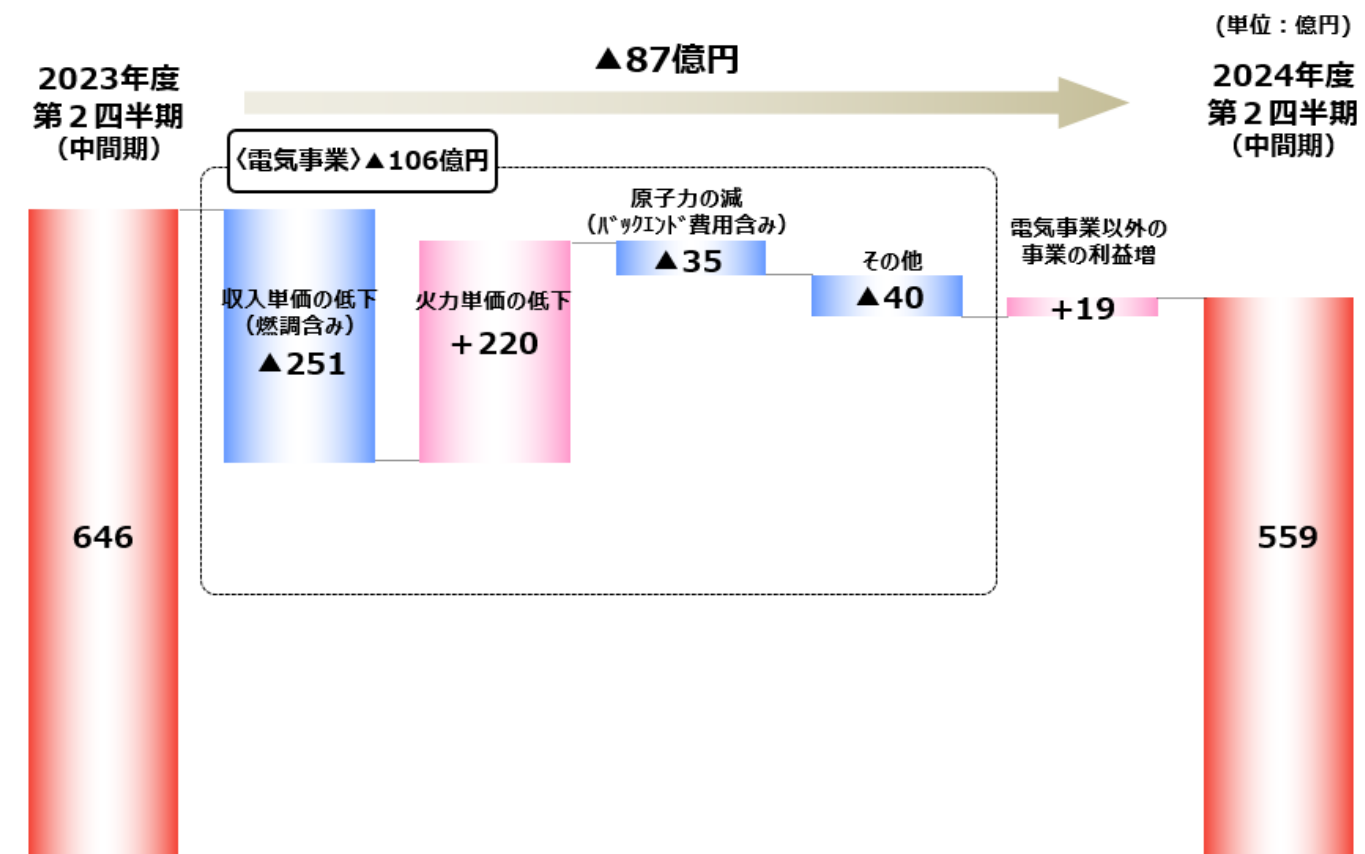 (単位：億円)
▲87億円
2023年度
第２四半期
（中間期）
2024年度
第２四半期
（中間期）
〈電気事業〉▲106億円
原子力の減
（ﾊﾞｯｸｴﾝﾄﾞ費用含み）
▲35
その他
▲40
電気事業以外の
事業の利益増
+19
収入単価の低下
（燃調含み）
▲251
火力単価の低下
＋220
646
559